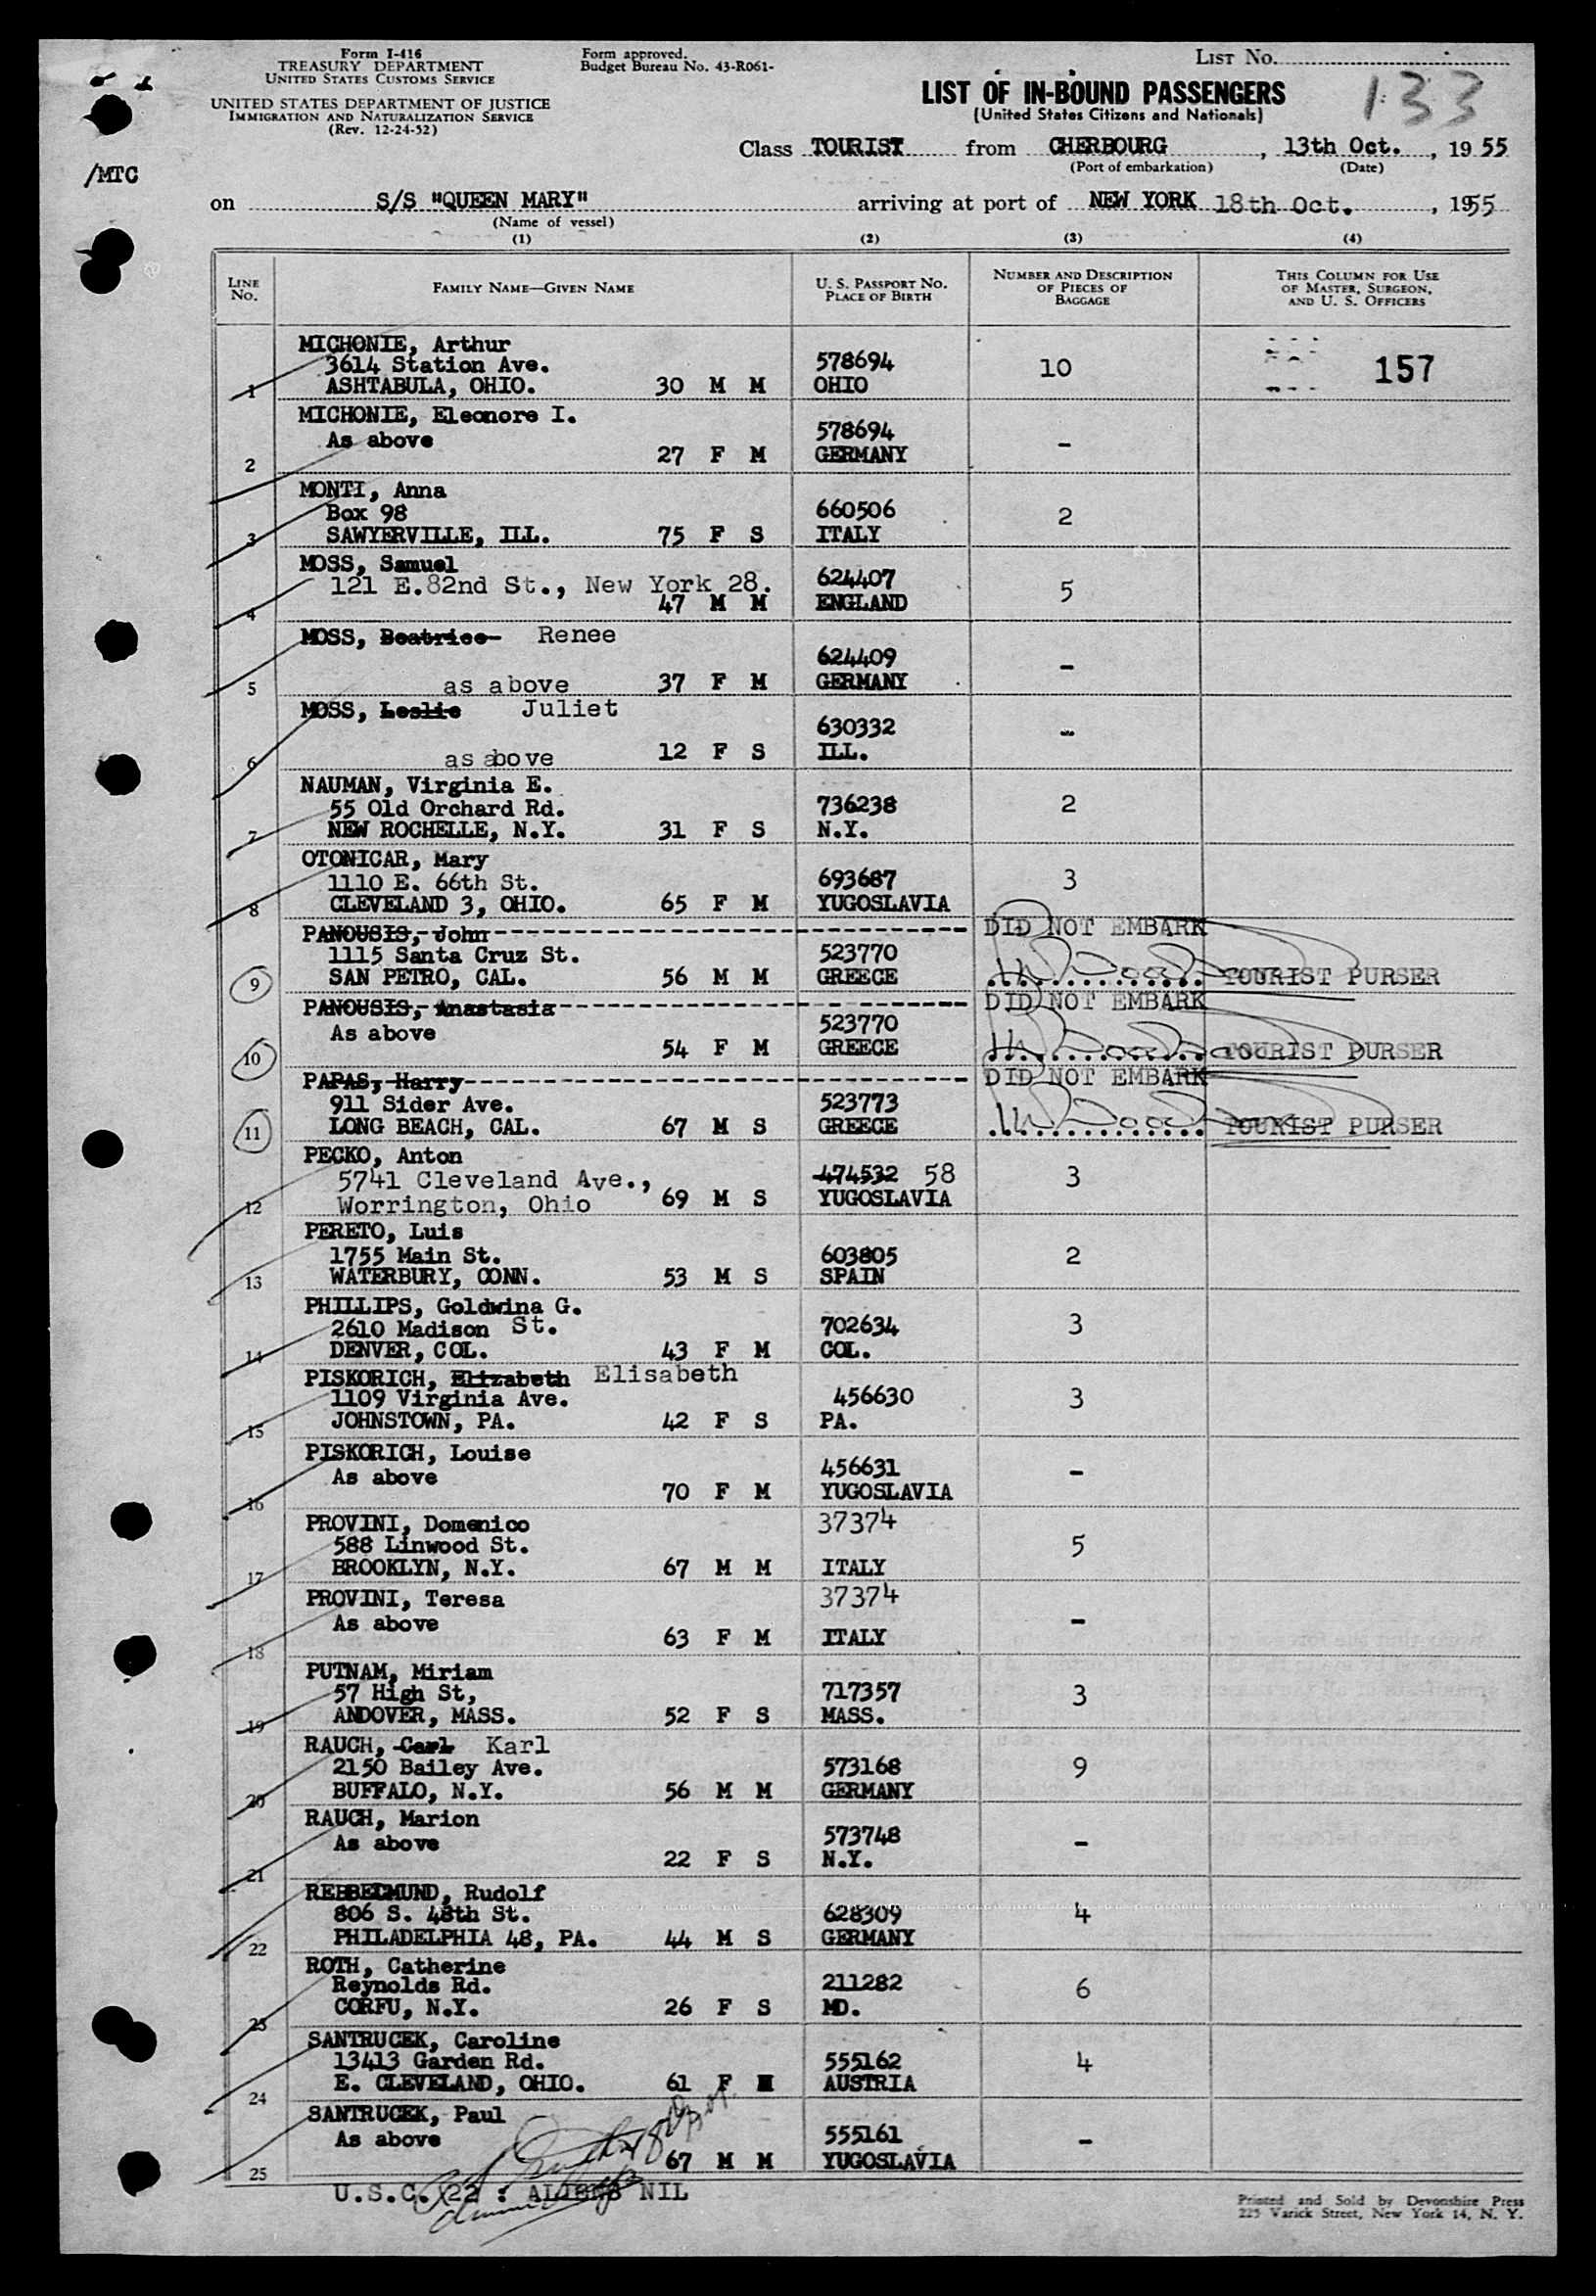 Form I-416
TREASURY DEPARTMENT
UNITED STATES CUSTOMS SERVICE
UNITED STATES DEPARTMENT OF JUSTICE
IMMIGRATION AND NATURALIZATION SERVICE
(Rev. 12-24-52)
Form approved.
Budget Bureau No. 43-R061-
LIST No.
LIST OF IN-BOUND PASSENGERS
(United States Citizens and Nationals)
133
/MTC
Class TOURIST from CHERBOURG, 13th Oct., 1955
(Port of embarkation) (Date)
on S/S "QUEEN MARY" arriving at port of NEW YORK 18th Oct., 1955
(Name of vessel)
(1) (2) (3) (4)
LINE No. FAMILY NAME—GIVEN NAME U. S. PASSPORT NO. PLACE OF BIRTH NUMBER AND DESCRIPTION OF PIECES OF BAGGAGE THIS COLUMN FOR USE OF MASTER, SURGEON, AND U. S. OFFICERS
MICHONIE, Arthur
3614 Station Ave. 578694 10 157
1 ASHTABULA, OHIO. 30 M M OHIO
MICHONIE, Eleonore I.
As above 578694 -
2 27 F M GERMANY
MONTI, Anna
Box 98 660506 2
3 SAWYERVILLE, ILL. 75 F S ITALY
MOSS, Samuel
121 E.82nd St., New York 28. 624407 5
4 47 M M ENGLAND
MOSS, Beatrice Renee
624409 -
5 as above 37 F M GERMANY
MOSS, Leslie Juliet
630332 -
6 as above 12 F S ILL.
NAUMAN, Virginia E.
55 Old Orchard Rd. 736238 2
7 NEW ROCHELLE, N.Y. 31 F S N.Y.
OTONICAR, Mary
1110 E. 66th St. 693687 3
8 CLEVELAND 3, OHIO. 65 F M YUGOSLAVIA
PANOUSIS, John DID NOT EMBARK
1115 Santa Cruz St. 523770
9 SAN PETRO, CAL. 56 M M GREECE TOURIST PURSER
PANOUSIS, Anastasia DID NOT EMBARK
As above 523770
10 54 F M GREECE TOURIST PURSER
PAPAS, Harry DID NOT EMBARK
911 Sider Ave. 523773
11 LONG BEACH, CAL. 67 M S GREECE TOURIST PURSER
PECKO, Anton
5741 Cleveland Ave., 474532 58 3
12 Worrington, Ohio 69 M S YUGOSLAVIA
PERETO, Luis
1755 Main St. 603805 2
13 WATERBURY, CONN. 53 M S SPAIN
PHILLIPS, Goldwina G.
2610 Madison St. 702634 3
14 DENVER, COL. 43 F M COL.
PISKORICH, Elizabeth Elisabeth
1109 Virginia Ave. 456630 3
15 JOHNSTOWN, PA. 42 F S PA.
PISKORICH, Louise
As above 456631 -
16 70 F M YUGOSLAVIA
PROVINI, Domenico 37374
588 Linwood St. 5
17 BROOKLYN, N.Y. 67 M M ITALY
PROVINI, Teresa 37374
As above -
18 63 F M ITALY
PUTNAM, Miriam
57 High St, 717357 3
19 ANDOVER, MASS. 52 F S MASS.
RAUCH, Carl Karl
2150 Bailey Ave. 573168 9
20 BUFFALO, N.Y. 56 M M GERMANY
RAUCH, Marion
As above 573748 -
21 22 F S N.Y.
Rudolf
806 S. 48th St. 628309 4
22 PHILADELPHIA 48, PA. 44 M S GERMANY
ROTH, Catherine
Reynolds Rd. 211282 6
23 CORFU, N.Y. 26 F S MD.
SANTRUCEK, Caroline
13413 Garden Rd. 555162 4
24 E. CLEVELAND, OHIO. 61 F AUSTRIA
SANTRUCEK, Paul
As above 555161 -
25 67 M M YUGOSLAVIA
U.S.C. 22 : ALIENS NIL
Printed and Sold by Devonshire Press
225 Varick Street, New York 14, N. Y.